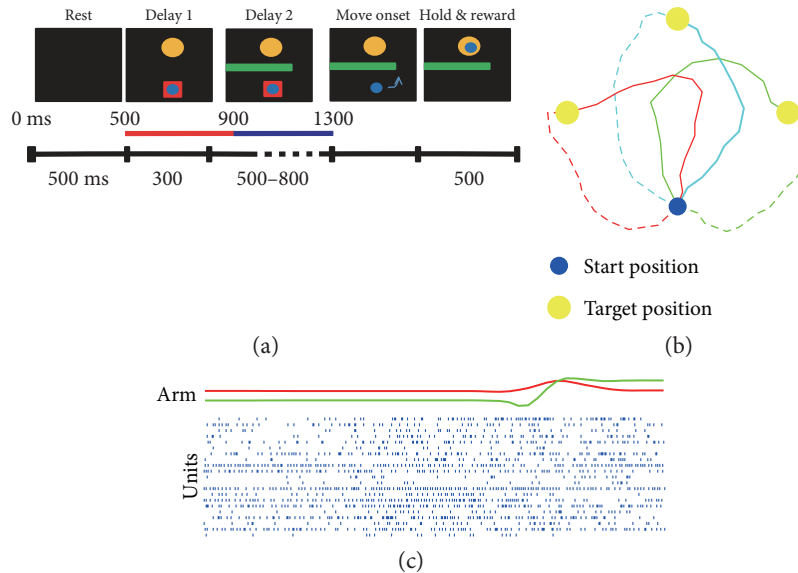 Rest Delay 1 Delay 2 Move onset Hold & reward
0 ms 500 900 1300
500 ms 300 500–800 500
(a)
Start position
Target position
(b)
Arm
Units
(c)